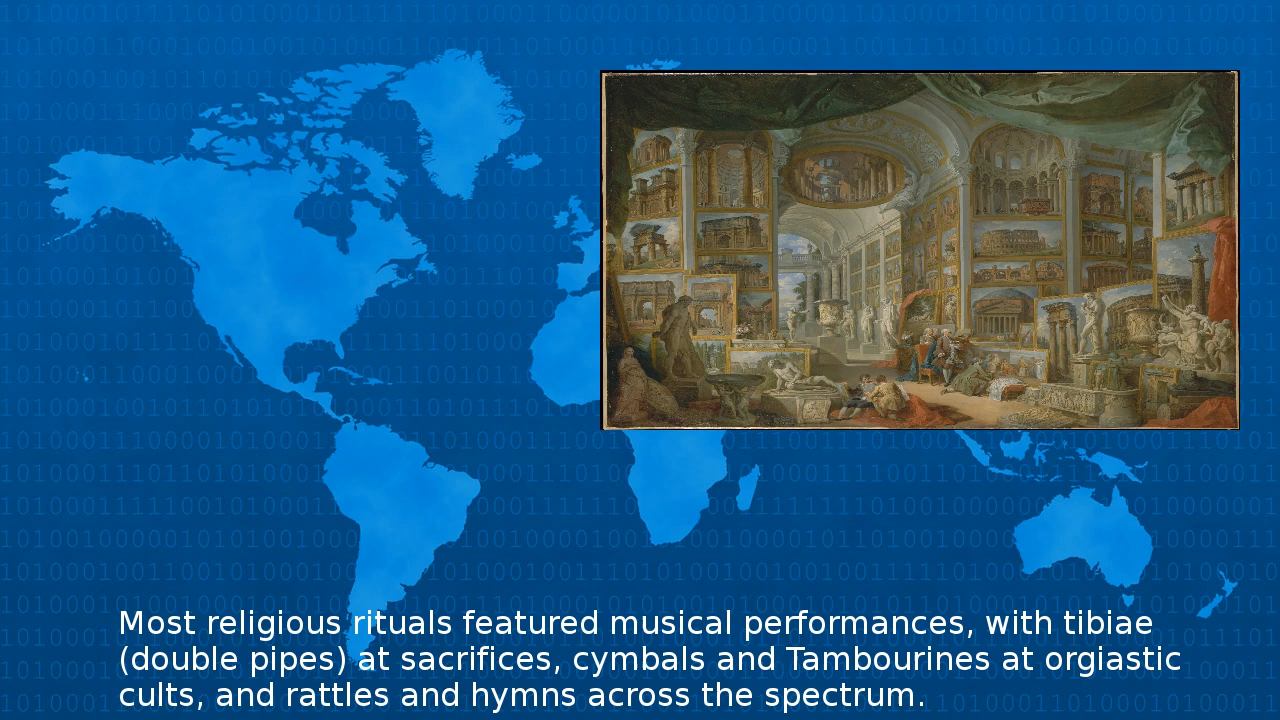 Most religious rituals featured musical performances, with tibiae
(double pipes) at sacrifices, cymbals and Tambourines at orgiastic
cults, and rattles and hymns across the spectrum.